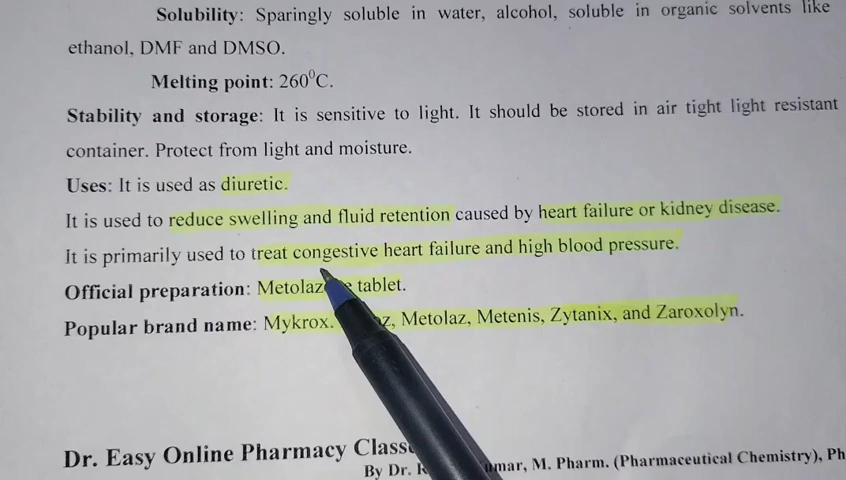 Solubility: Sparingly soluble in water, alcohol, soluble in organic solvents like
ethanol, DMF and DMSO.
Melting point: 260⁰C.
Stability and storage: It is sensitive to light. It should be stored in air tight light resistant
container. Protect from light and moisture.
Uses: It is used as diuretic.
It is used to reduce swelling and fluid retention caused by heart failure or kidney disease.
It is primarily used to treat congestive heart failure and high blood pressure.
Official preparation: tablet.
Popular brand name: Mykrox. Metolaz, Metenis, Zytanix, and Zaroxolyn.
Dr. Easy Online Pharmacy
By Dr. M. Pharm. (Pharmaceutical Chemistry),